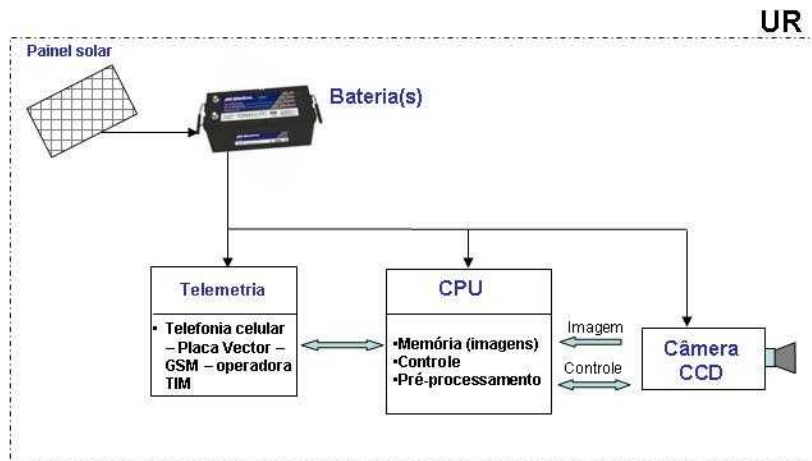 UR
Painel solar
Bateria(s)
Telemetria
• Telefonia celular
– Placa Vector –
GSM – operadora
TIM
CPU
•Memória (imagens)
•Controle
•Pré-processamento
Imagem
Controle
Câmera
CCD